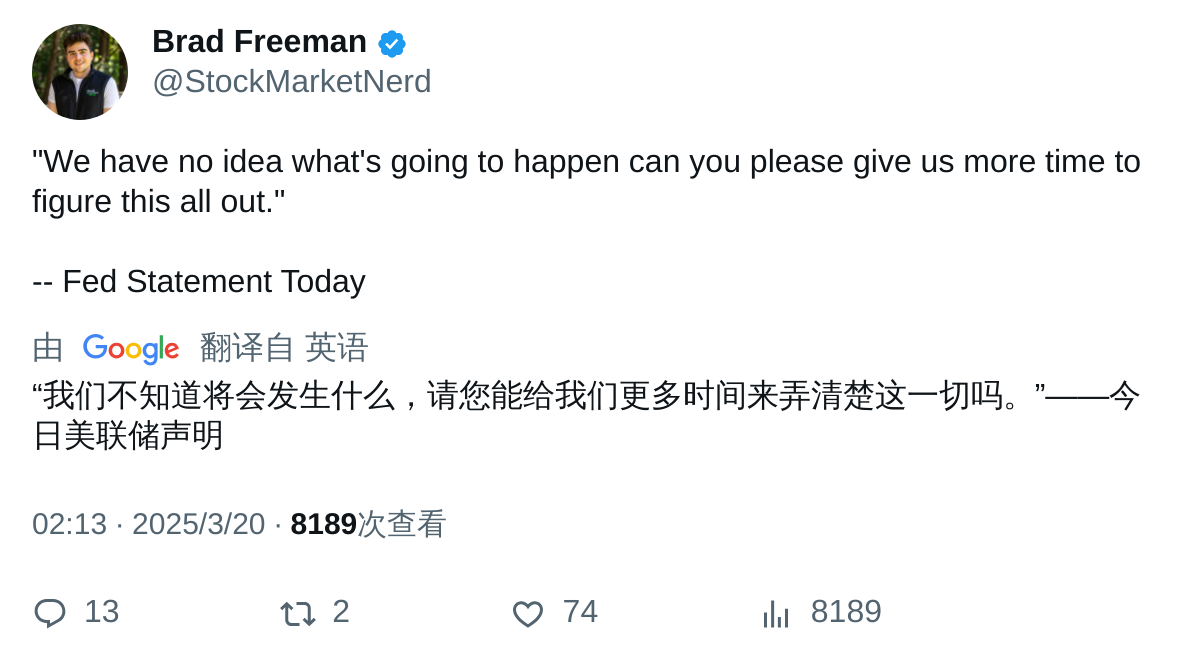 Brad Freeman
@StockMarketNerd
"We have no idea what's going to happen can you please give us more time to
figure this all out."
-- Fed Statement Today
由 Google 翻译自 英语
“我们不知道将会发生什么，请您能给我们更多时间来弄清楚这一切吗。”——今
日美联储声明
02:13 · 2025/3/20 · 8189次查看
13 2 74 8189